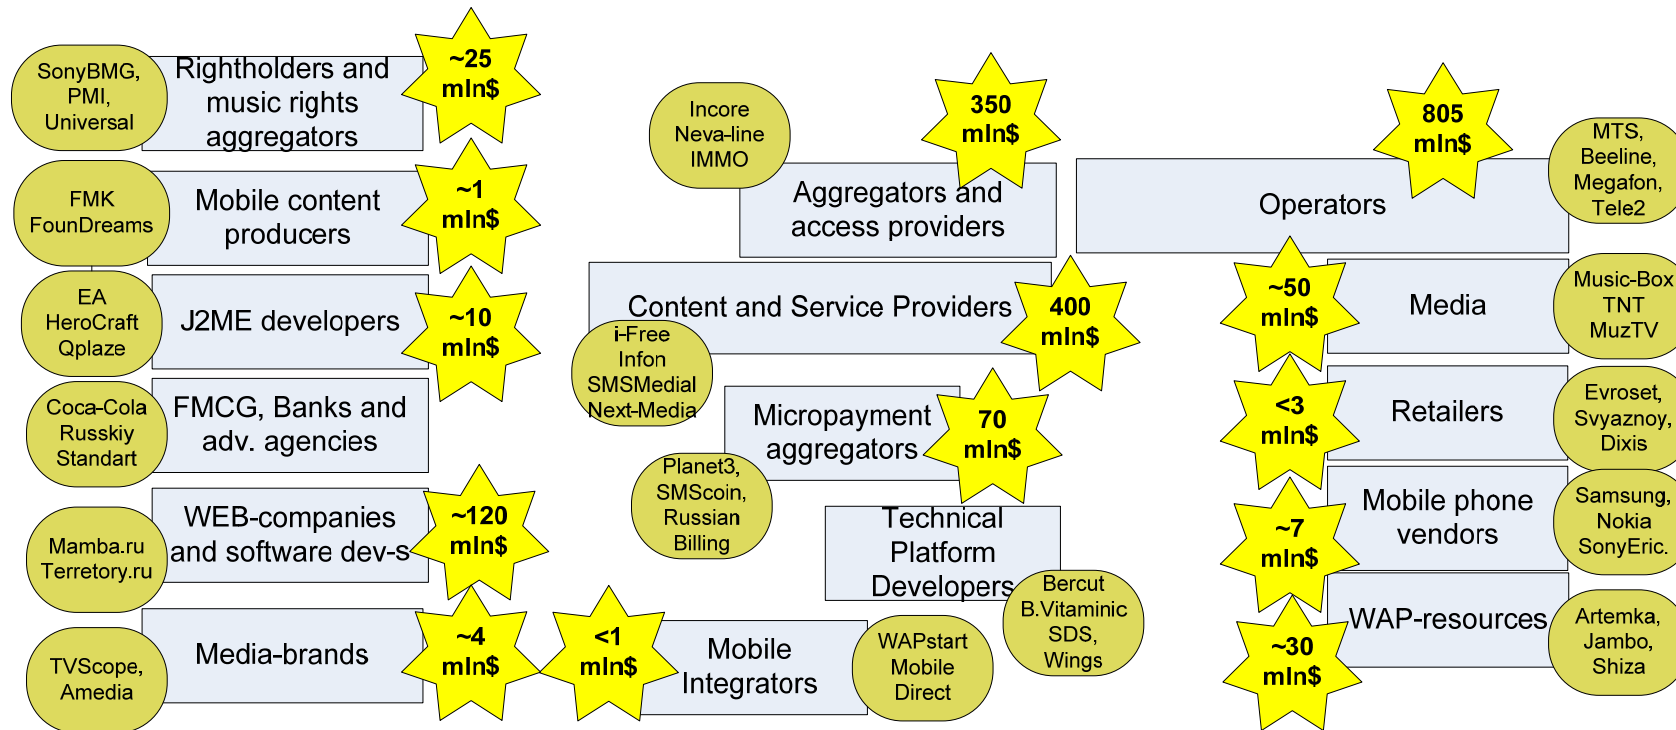 SonyBMG,
PMI,
Universal
Rightholders and
music rights
aggregators
~25
mln$
FMK
FounDreams
Mobile content
producers
~1
mln$
EA
HeroCraft
Qplaze
J2ME developers
~10
mln$
Coca-Cola
Russkiy
Standart
FMCG, Banks and
adv. agencies
Mamba.ru
Terretory.ru
WEB-companies
and software dev-s
~120
mln$
TVScope,
Amedia
Media-brands
~4
mln$
Incore
Neva-line
IMMO
Aggregators and
access providers
350
mln$
Content and Service Providers
400
mln$
i-Free
Infon
SMSMedial
Next-Media
Micropayment
aggregators
70
mln$
Planet3,
SMScoin,
Russian
Billing
Technical
Platform
Developers
Bercut
B.Vitaminic
SDS,
Wings
<1
mln$
Mobile
Integrators
WAPstart
Mobile
Direct
Operators
805
mln$
MTS,
Beeline,
Megafon,
Tele2
~50
mln$
Media
Music-Box
TNT
MuzTV
<3
mln$
Retailers
Evroset,
Svyaznoy,
Dixis
~7
mln$
Mobile phone
vendors
Samsung,
Nokia
SonyEric.
~30
mln$
WAP-resources
Artemka,
Jambo,
Shiza